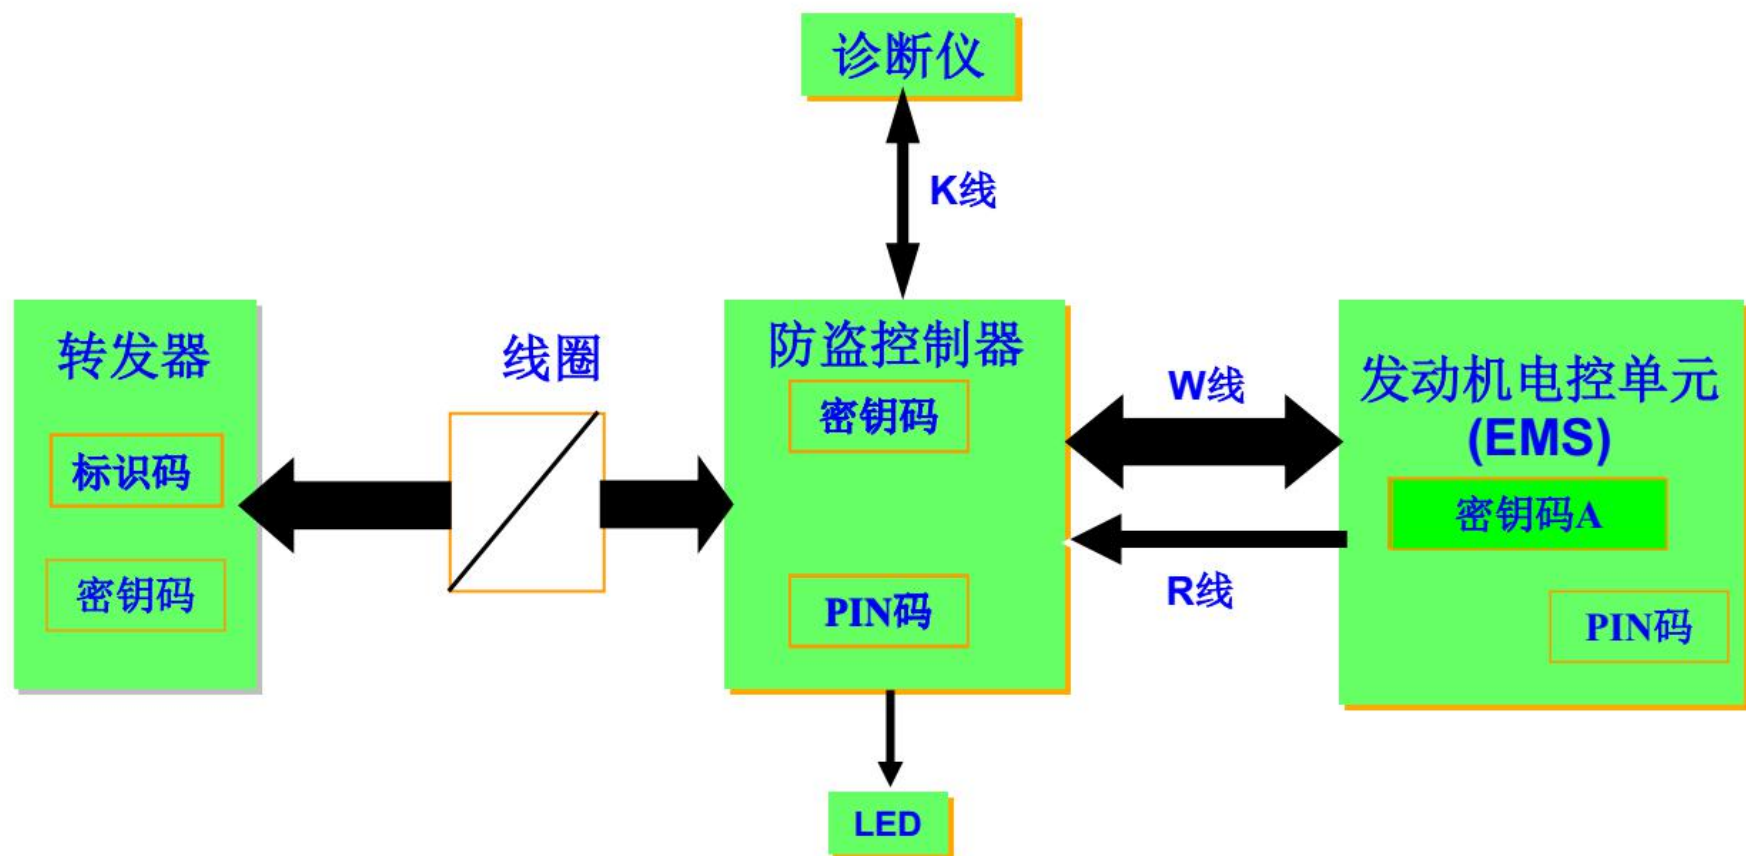 诊断仪
K线
转发器
标识码
密钥码
线圈
防盗控制器
密钥码
PIN码
W线
R线
发动机电控单元
(EMS)
密钥码A
PIN码
LED